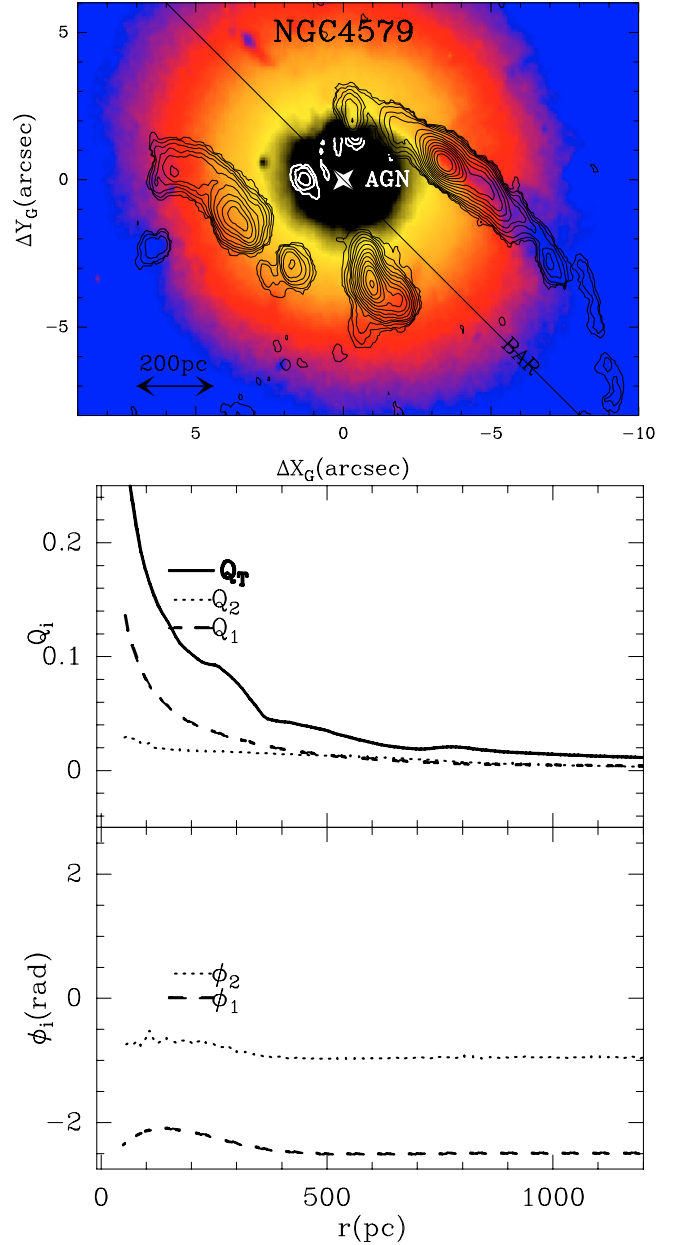 NGC4579
6
0
−5
ΔY_G(arcsec)
AGN
BAR
200pc
5 0 −5 −10
ΔX_G(arcsec)
0.2
0.1
0
Q_i
Q_T
Q_2
Q_1
2
0
−2
ϕ_i(rad)
ϕ_2
ϕ_1
0 500 1000
r(pc)